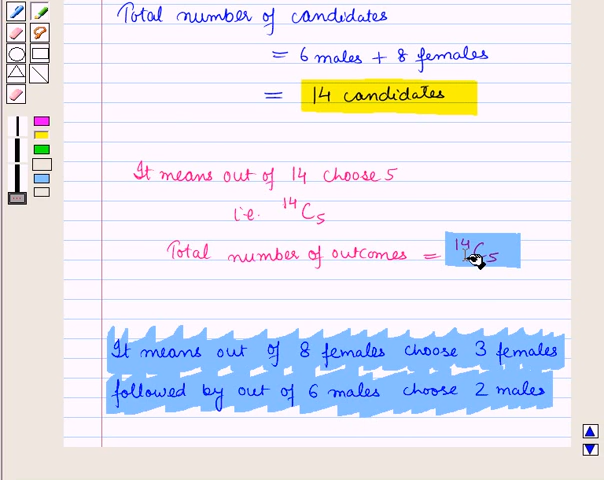 Total number of candidates
= 6 males + 8 females
= 14 candidates
It means out of 14 choose 5
i.e. ¹⁴C₅
Total number of outcomes = ¹⁴C₅
It means out of 8 females choose 3 females
followed by out of 6 males choose 2 males